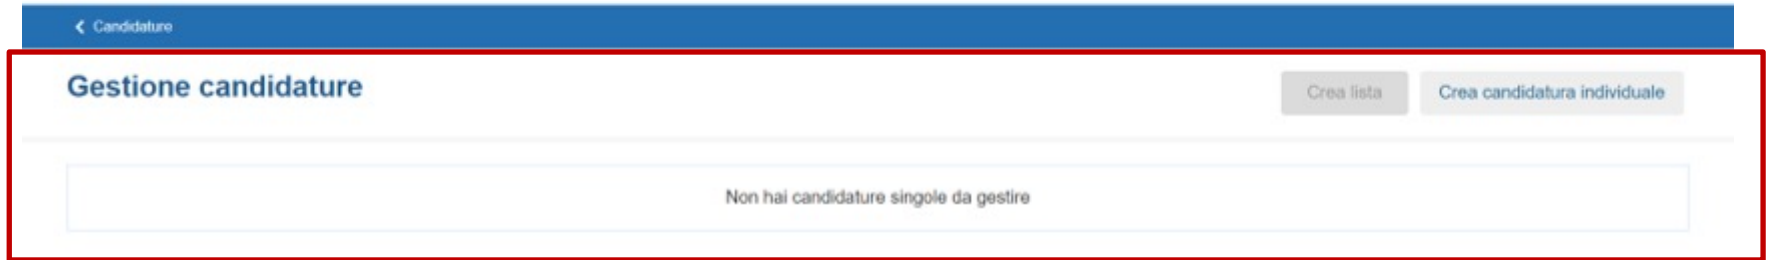 Candidature
Gestione candidature
Crea lista
Crea candidatura individuale
Non hai candidature singole da gestire